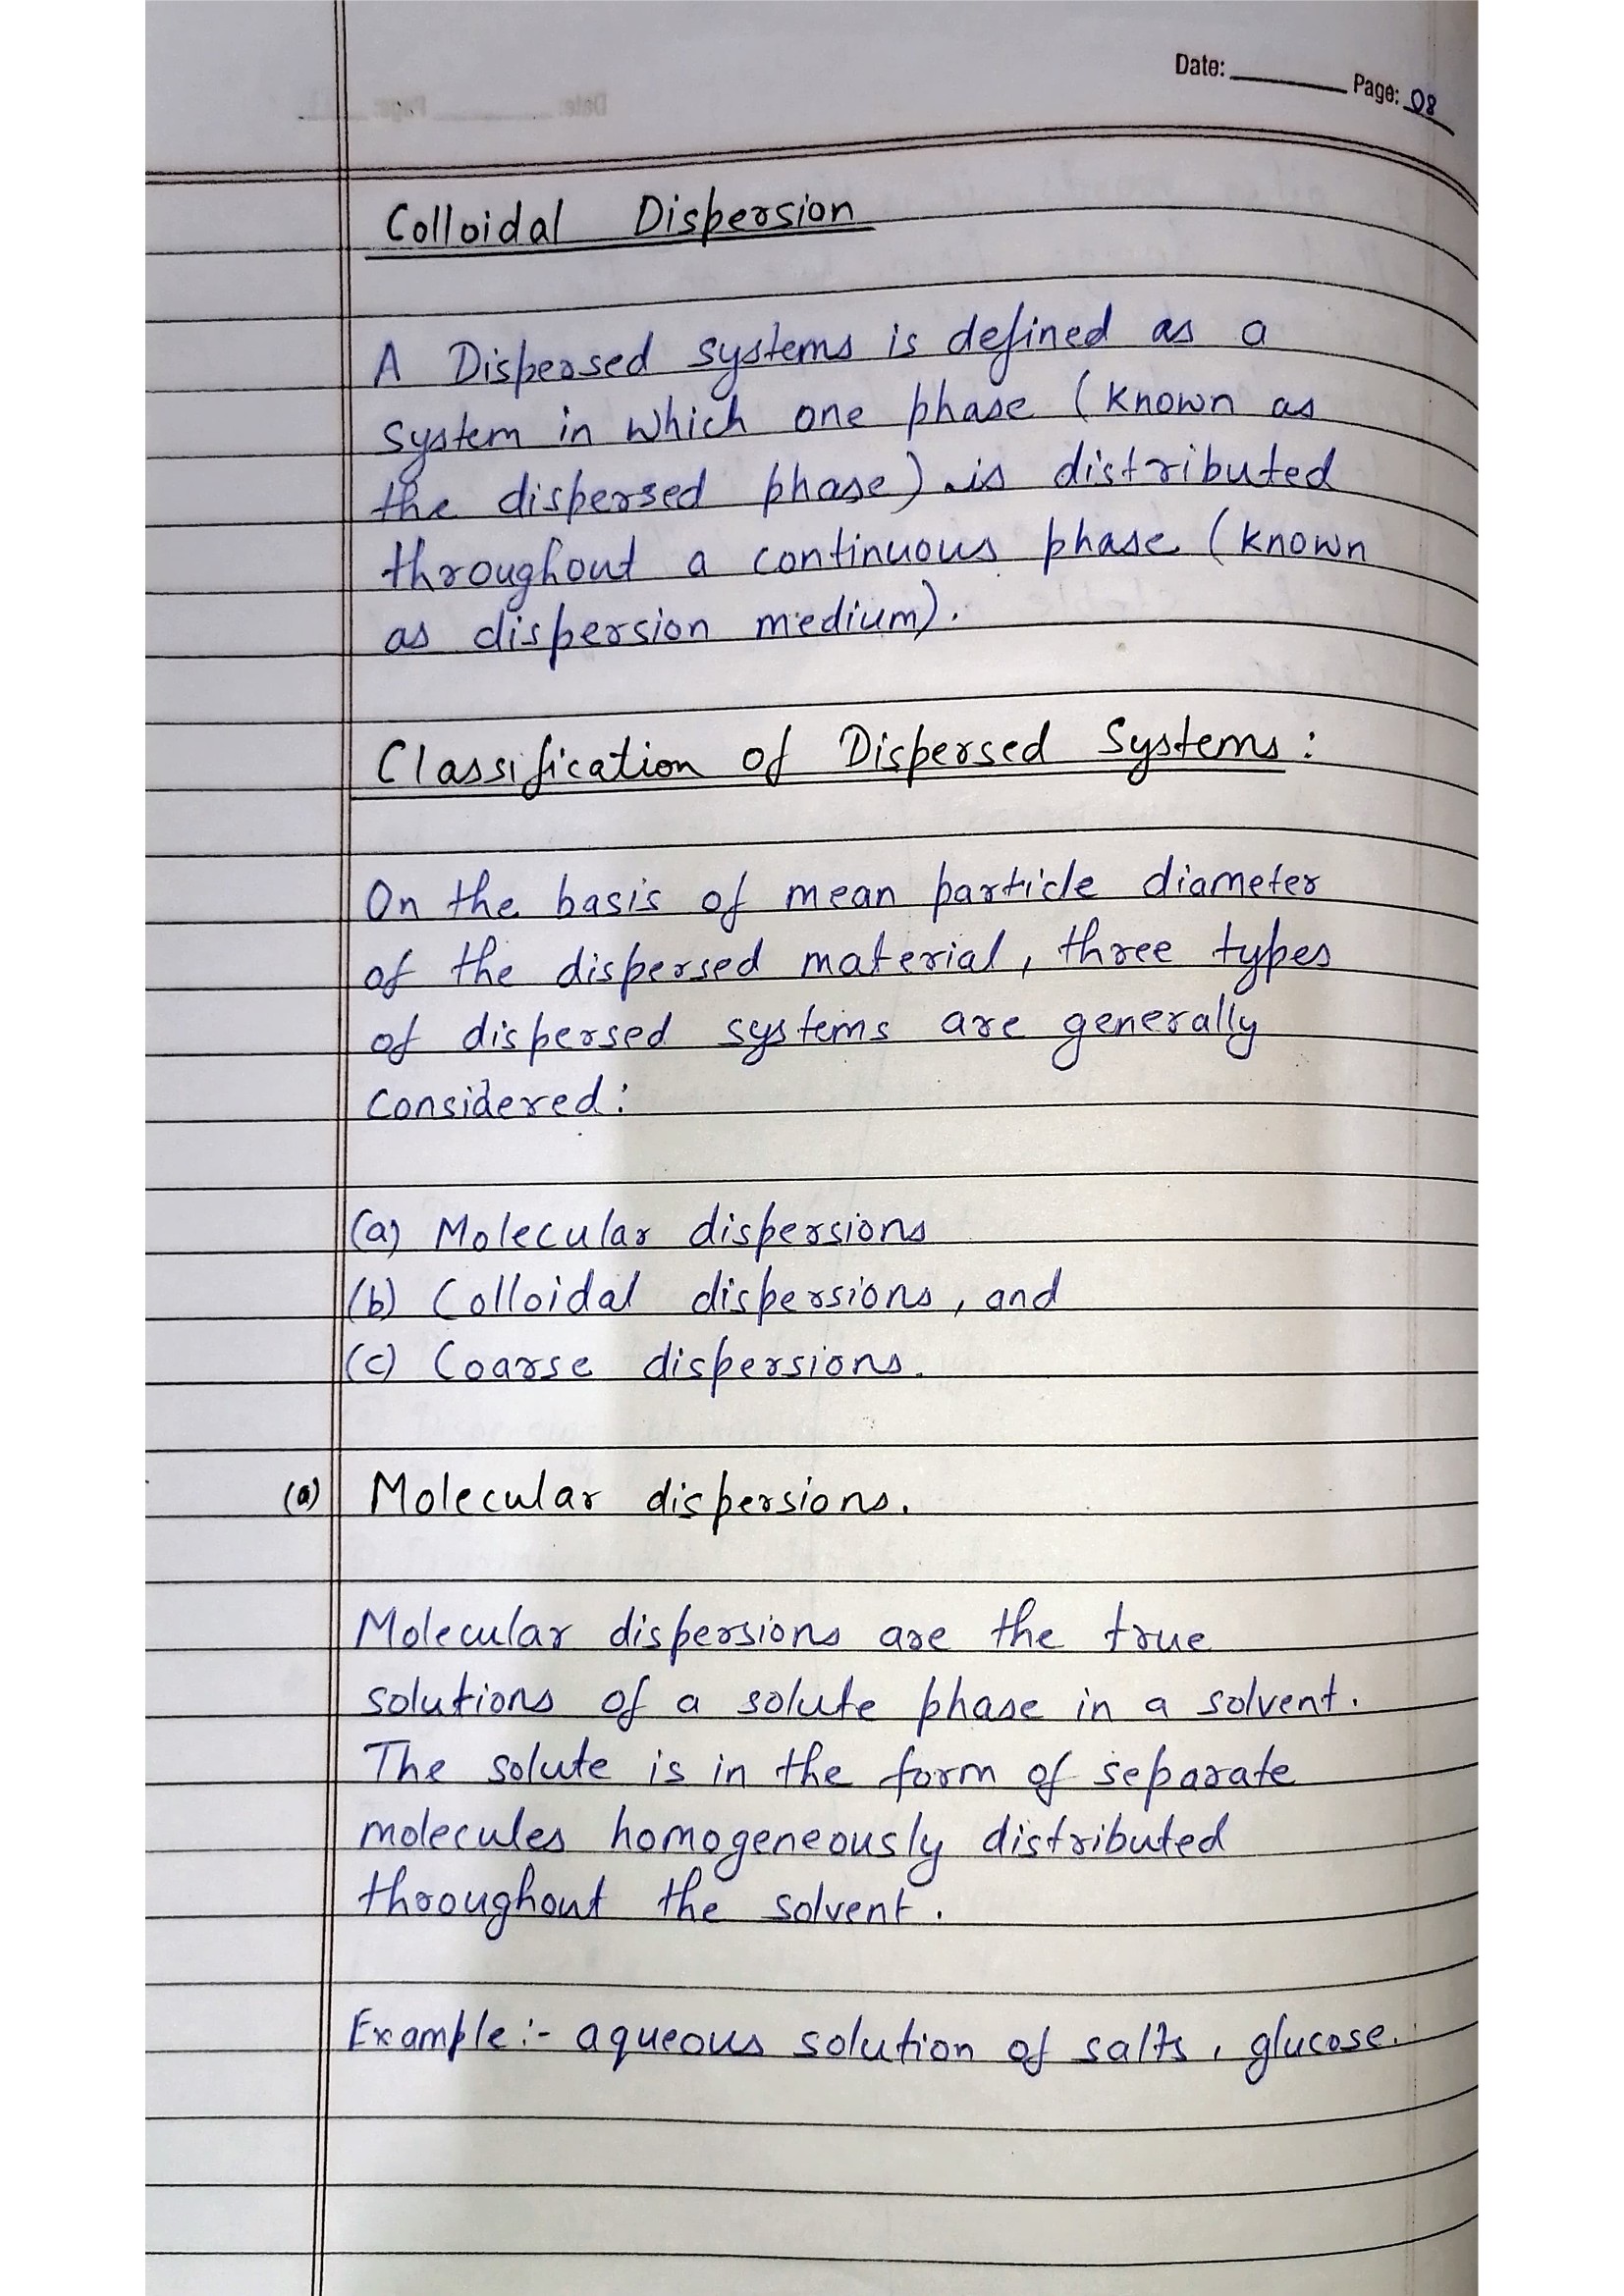 Date: Page: 08
Colloidal Dispersion
A Dispersed systems is defined as a
system in which one phase (known as
the dispersed phase) is distributed
throughout a continuous phase (known
as dispersion medium).
Classification of Dispersed Systems:
On the basis of mean particle diameter
of the dispersed material, three types
of dispersed systems are generally
considered:
(a) Molecular dispersions
(b) Colloidal dispersions, and
(c) Coarse dispersions.
(a) Molecular dispersions.
Molecular dispersions are the true
solutions of a solute phase in a solvent.
The solute is in the form of separate
molecules homogeneously distributed
throughout the solvent.
Example:- aqueous solution of salts, glucose.